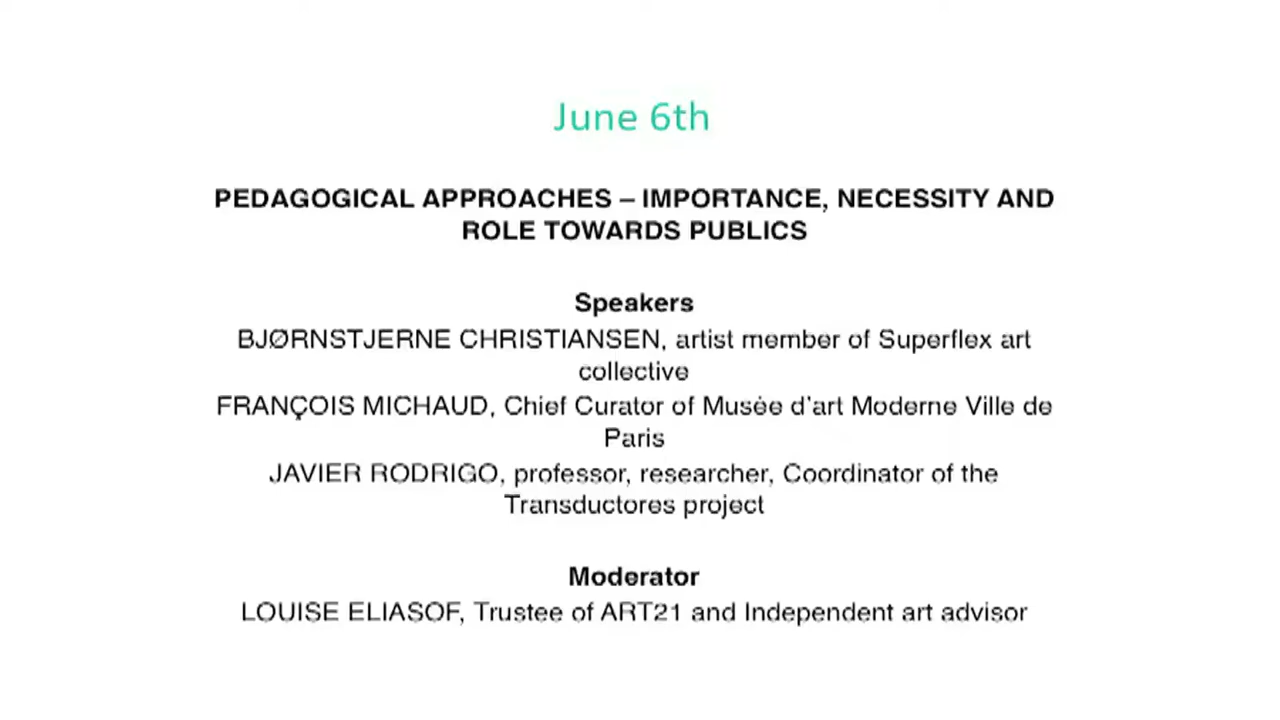 June 6th
PEDAGOGICAL APPROACHES – IMPORTANCE, NECESSITY AND
ROLE TOWARDS PUBLICS
Speakers
BJØRNSTJERNE CHRISTIANSEN, artist member of Superflex art
collective
FRANÇOIS MICHAUD, Chief Curator of Musée d'art Moderne Ville de
Paris
JAVIER RODRIGO, professor, researcher, Coordinator of the
Transductores project
Moderator
LOUISE ELIASOF, Trustee of ART21 and Independent art advisor